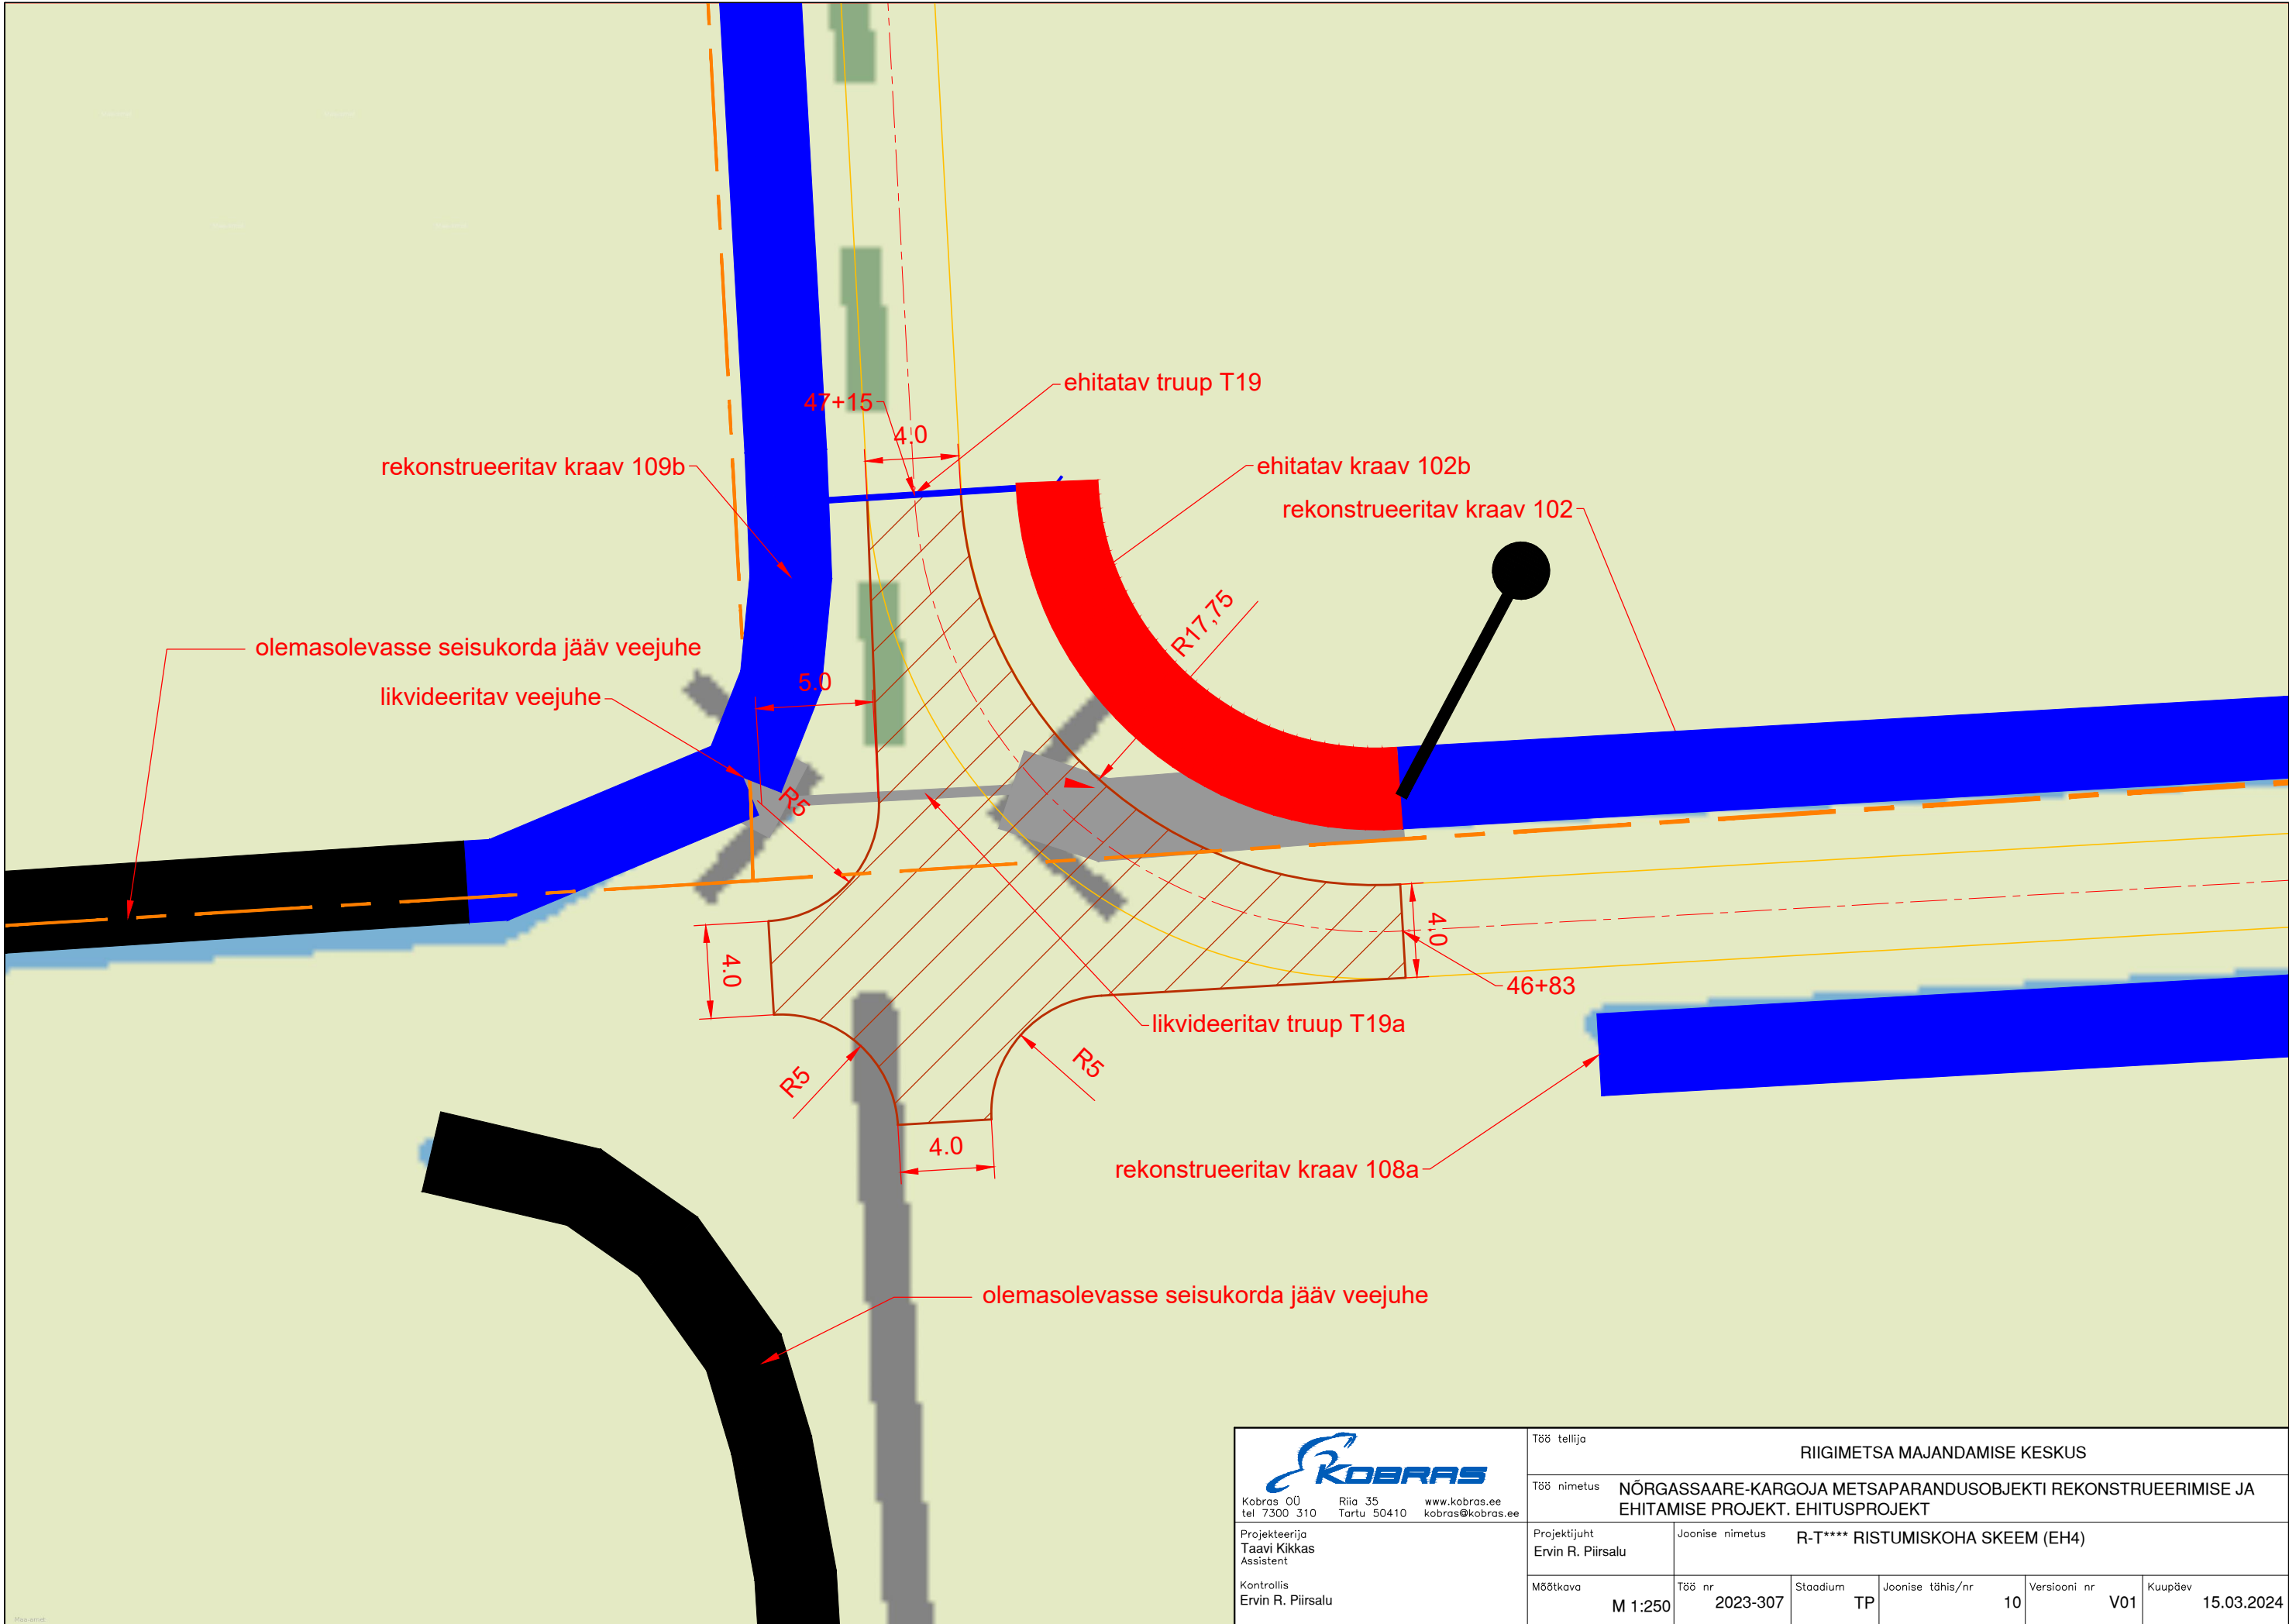 ehitatav truup T19
47+15
4.0
rekonstrueeritav kraav 109b
ehitatav kraav 102b
rekonstrueeritav kraav 102
R17,75
olemasolevasse seisukorda jääv veejuhe
5.0
likvideeritav veejuhe
R5
4.0
4.0
46+83
likvideeritav truup T19a
R5
R5
4.0
rekonstrueeritav kraav 108a
olemasolevasse seisukorda jääv veejuhe
KOBRAS
Kobras OÜ Riia 35 www.kobras.ee
tel 7300 310 Tartu 50410 kobras@kobras.ee
Töö tellija
RIIGIMETSA MAJANDAMISE KESKUS
Töö nimetus NÕRGASSAARE-KARGOJA METSAPARANDUSOBJEKTI REKONSTRUEERIMISE JA
EHITAMISE PROJEKT. EHITUSPROJEKT
Projekteerija
Taavi Kikkas
Assistent
Projektijuht
Ervin R. Piirsalu
Joonise nimetus R-T**** RISTUMISKOHA SKEEM (EH4)
Kontrollis
Ervin R. Piirsalu
Mõõtkava
M 1:250
Töö nr
2023-307
Staadium
TP
Joonise tähis/nr
10
Versiooni nr
V01
Kuupäev
15.03.2024